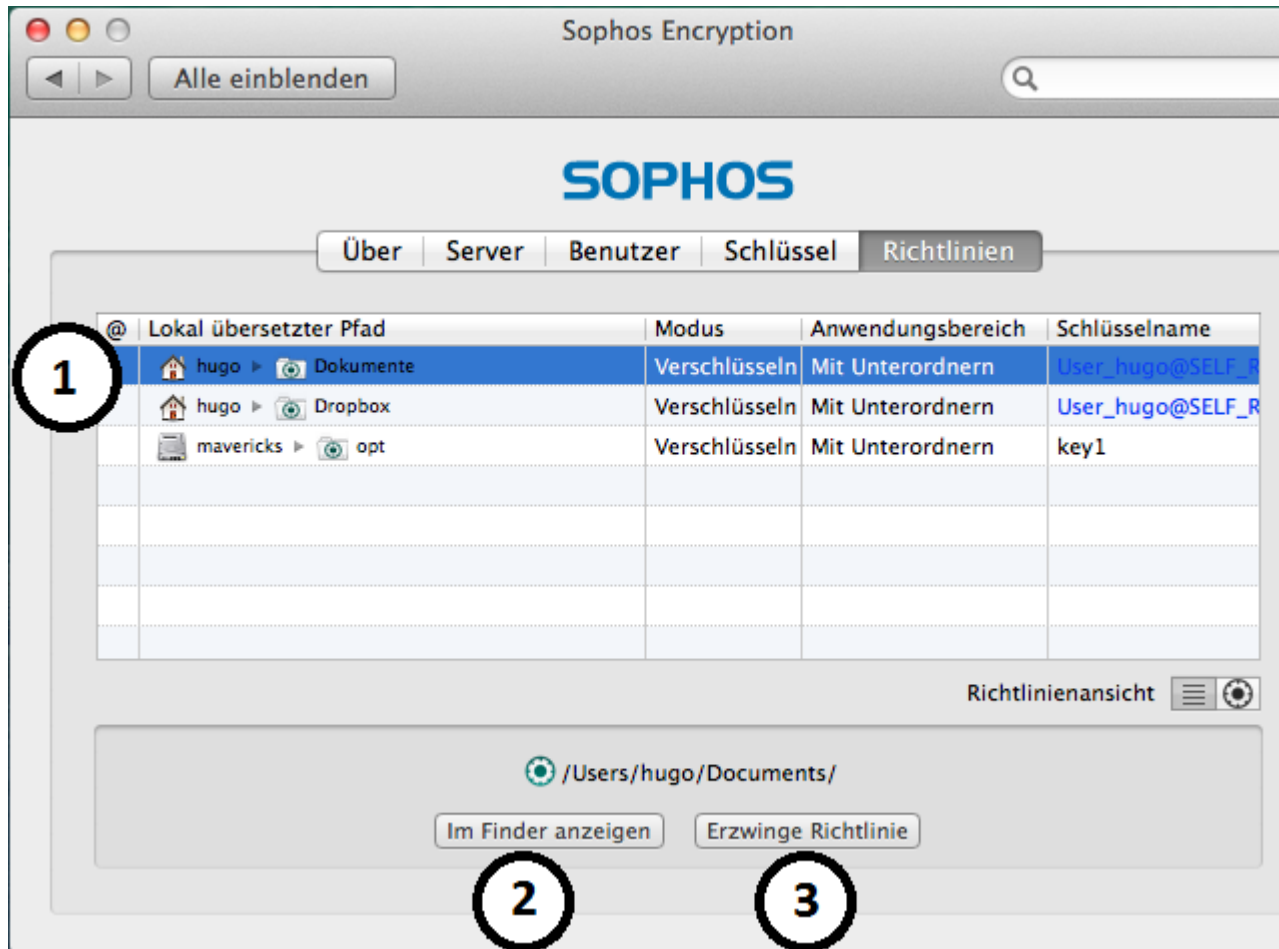 Sophos Encryption
Alle einblenden
SOPHOS
Über Server Benutzer Schlüssel Richtlinien
@ Lokal übersetzter Pfad Modus Anwendungsbereich Schlüsselname
1 hugo Dokumente Verschlüsseln Mit Unterordnern User_hugo@SELF_R
hugo Dropbox Verschlüsseln Mit Unterordnern User_hugo@SELF_R
mavericks opt Verschlüsseln Mit Unterordnern key1
Richtlinienansicht
/Users/hugo/Documents/
Im Finder anzeigen Erzwinge Richtlinie
2 3